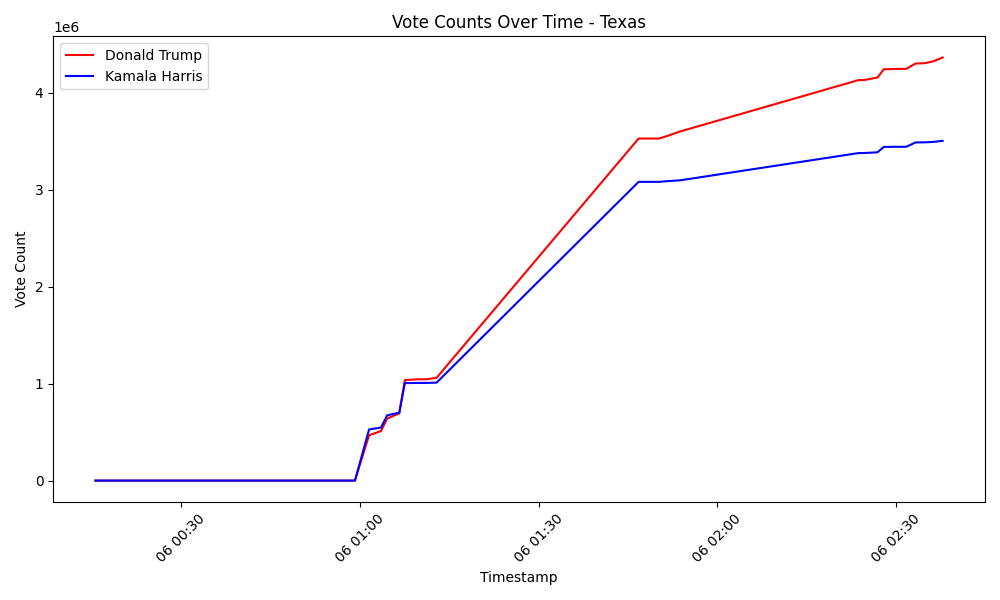 Vote Counts Over Time - Texas
1e6
Donald Trump
Kamala Harris
Vote Count
4
3
2
1
0
06 00:30
06 01:00
06 01:30
06 02:00
06 02:30
Timestamp